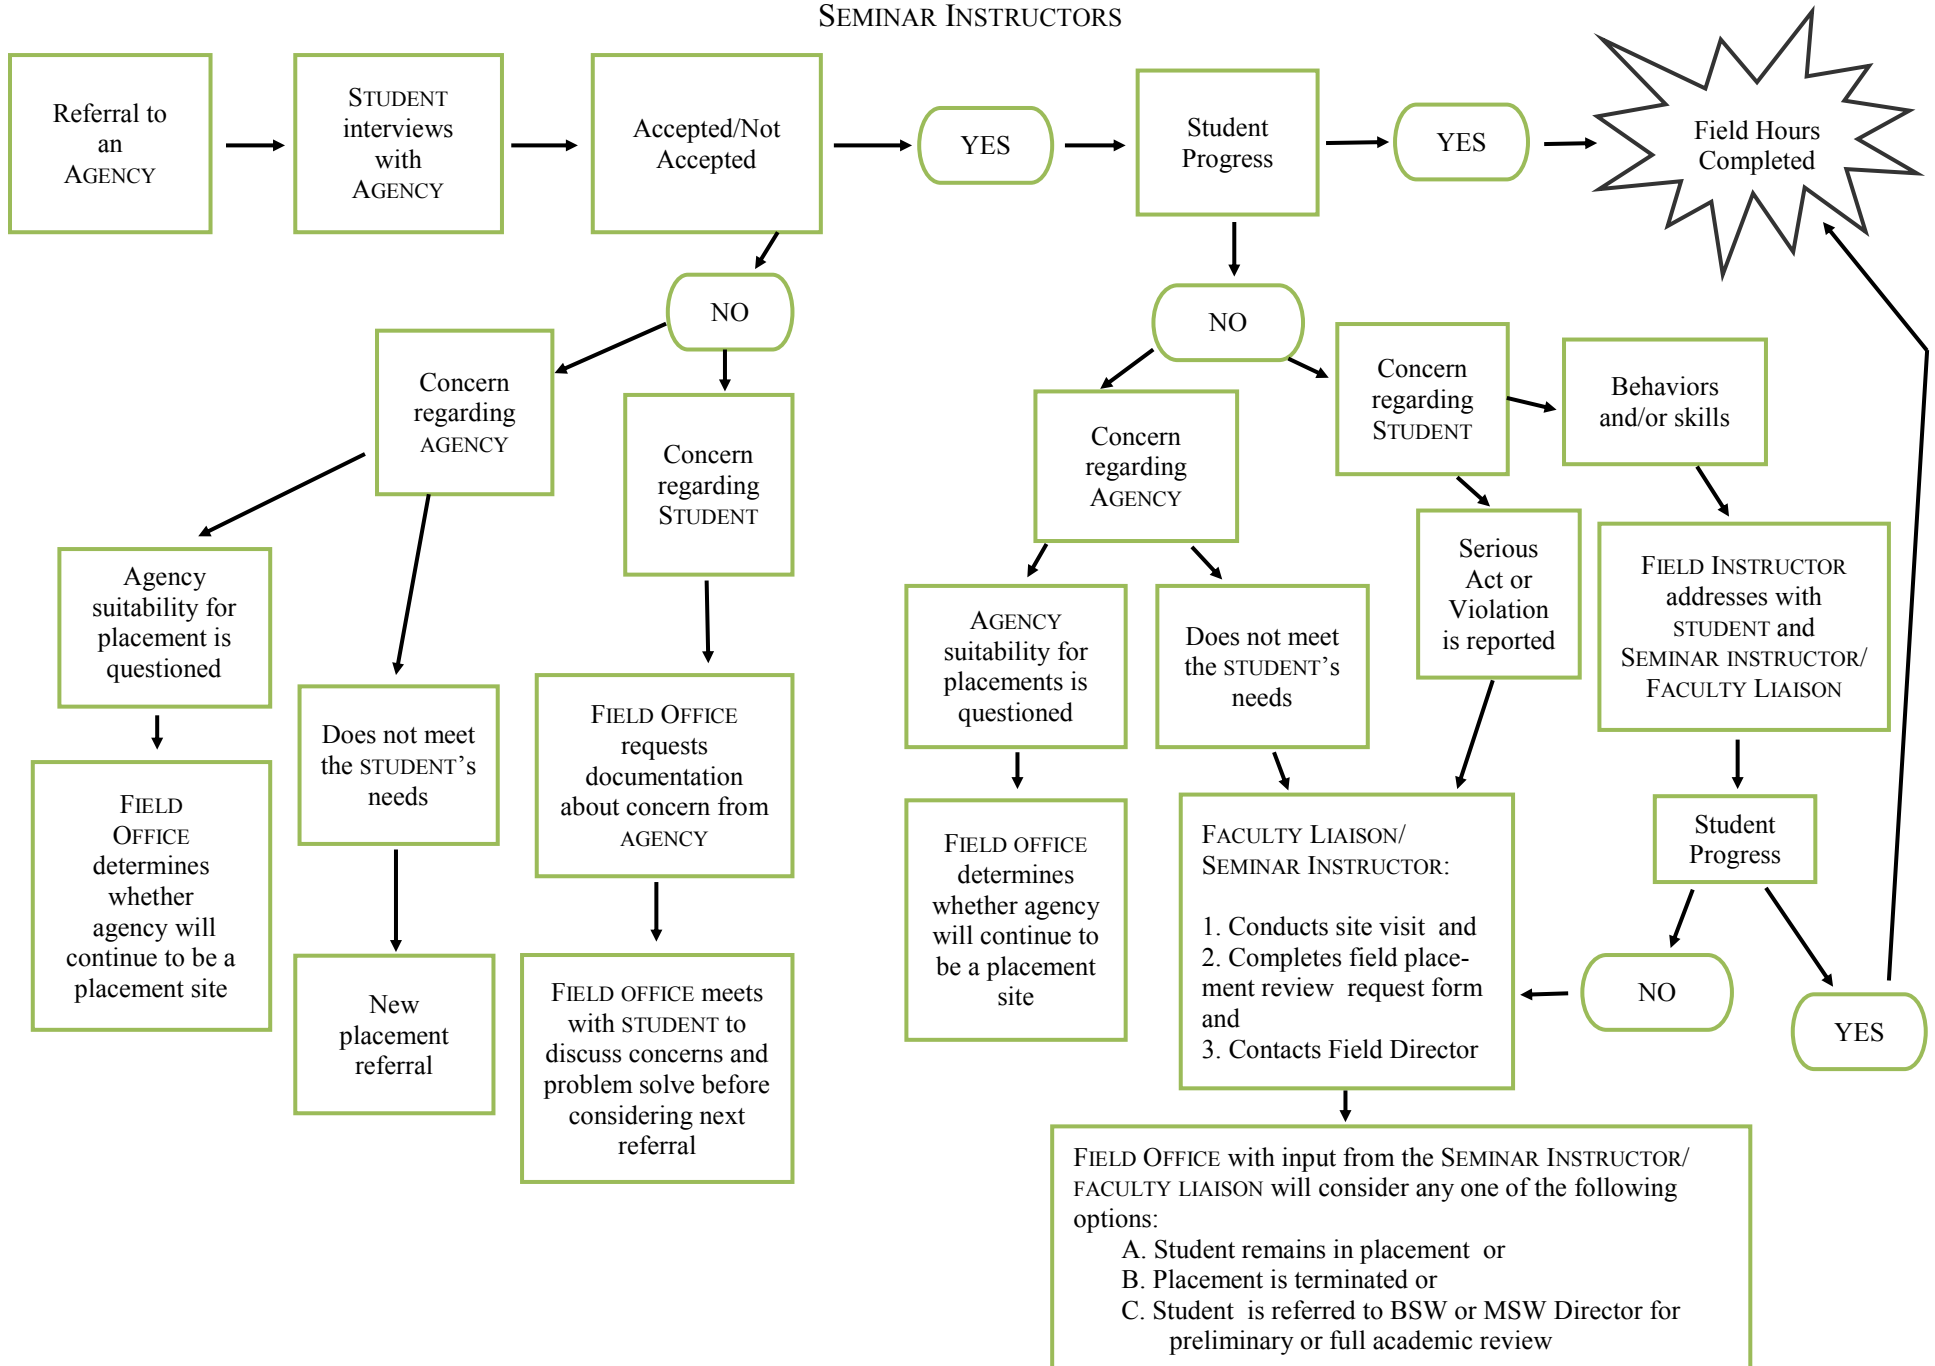 SEMINAR INSTRUCTORS
Referral to
an
AGENCY
STUDENT
interviews
with
AGENCY
Accepted/Not
Accepted
YES
Student
Progress
YES
Field Hours
Completed
NO
Concern
regarding
AGENCY
Concern
regarding
STUDENT
Agency
suitability for
placement is
questioned
FIELD
OFFICE
determines
whether
agency will
continue to be a
placement site
Does not meet
the STUDENT’s
needs
New
placement
referral
FIELD OFFICE
requests
documentation
about concern from
AGENCY
FIELD OFFICE meets
with STUDENT to
discuss concerns and
problem solve before
considering next
referral
NO
Concern
regarding
AGENCY
Concern
regarding
STUDENT
Behaviors
and/or skills
AGENCY
suitability for
placements is
questioned
Does not meet
the STUDENT’s
needs
Serious
Act or
Violation
is reported
FIELD INSTRUCTOR
addresses with
STUDENT and
SEMINAR INSTRUCTOR/
FACULTY LIAISON
FIELD OFFICE
determines
whether agency
will continue to
be a placement
site
FACULTY LIAISON/
SEMINAR INSTRUCTOR:
1. Conducts site visit and
2. Completes field place-
ment review request form
and
3. Contacts Field Director
Student
Progress
NO
YES
FIELD OFFICE with input from the SEMINAR INSTRUCTOR/
FACULTY LIAISON will consider any one of the following
options:
A. Student remains in placement or
B. Placement is terminated or
C. Student is referred to BSW or MSW Director for
preliminary or full academic review